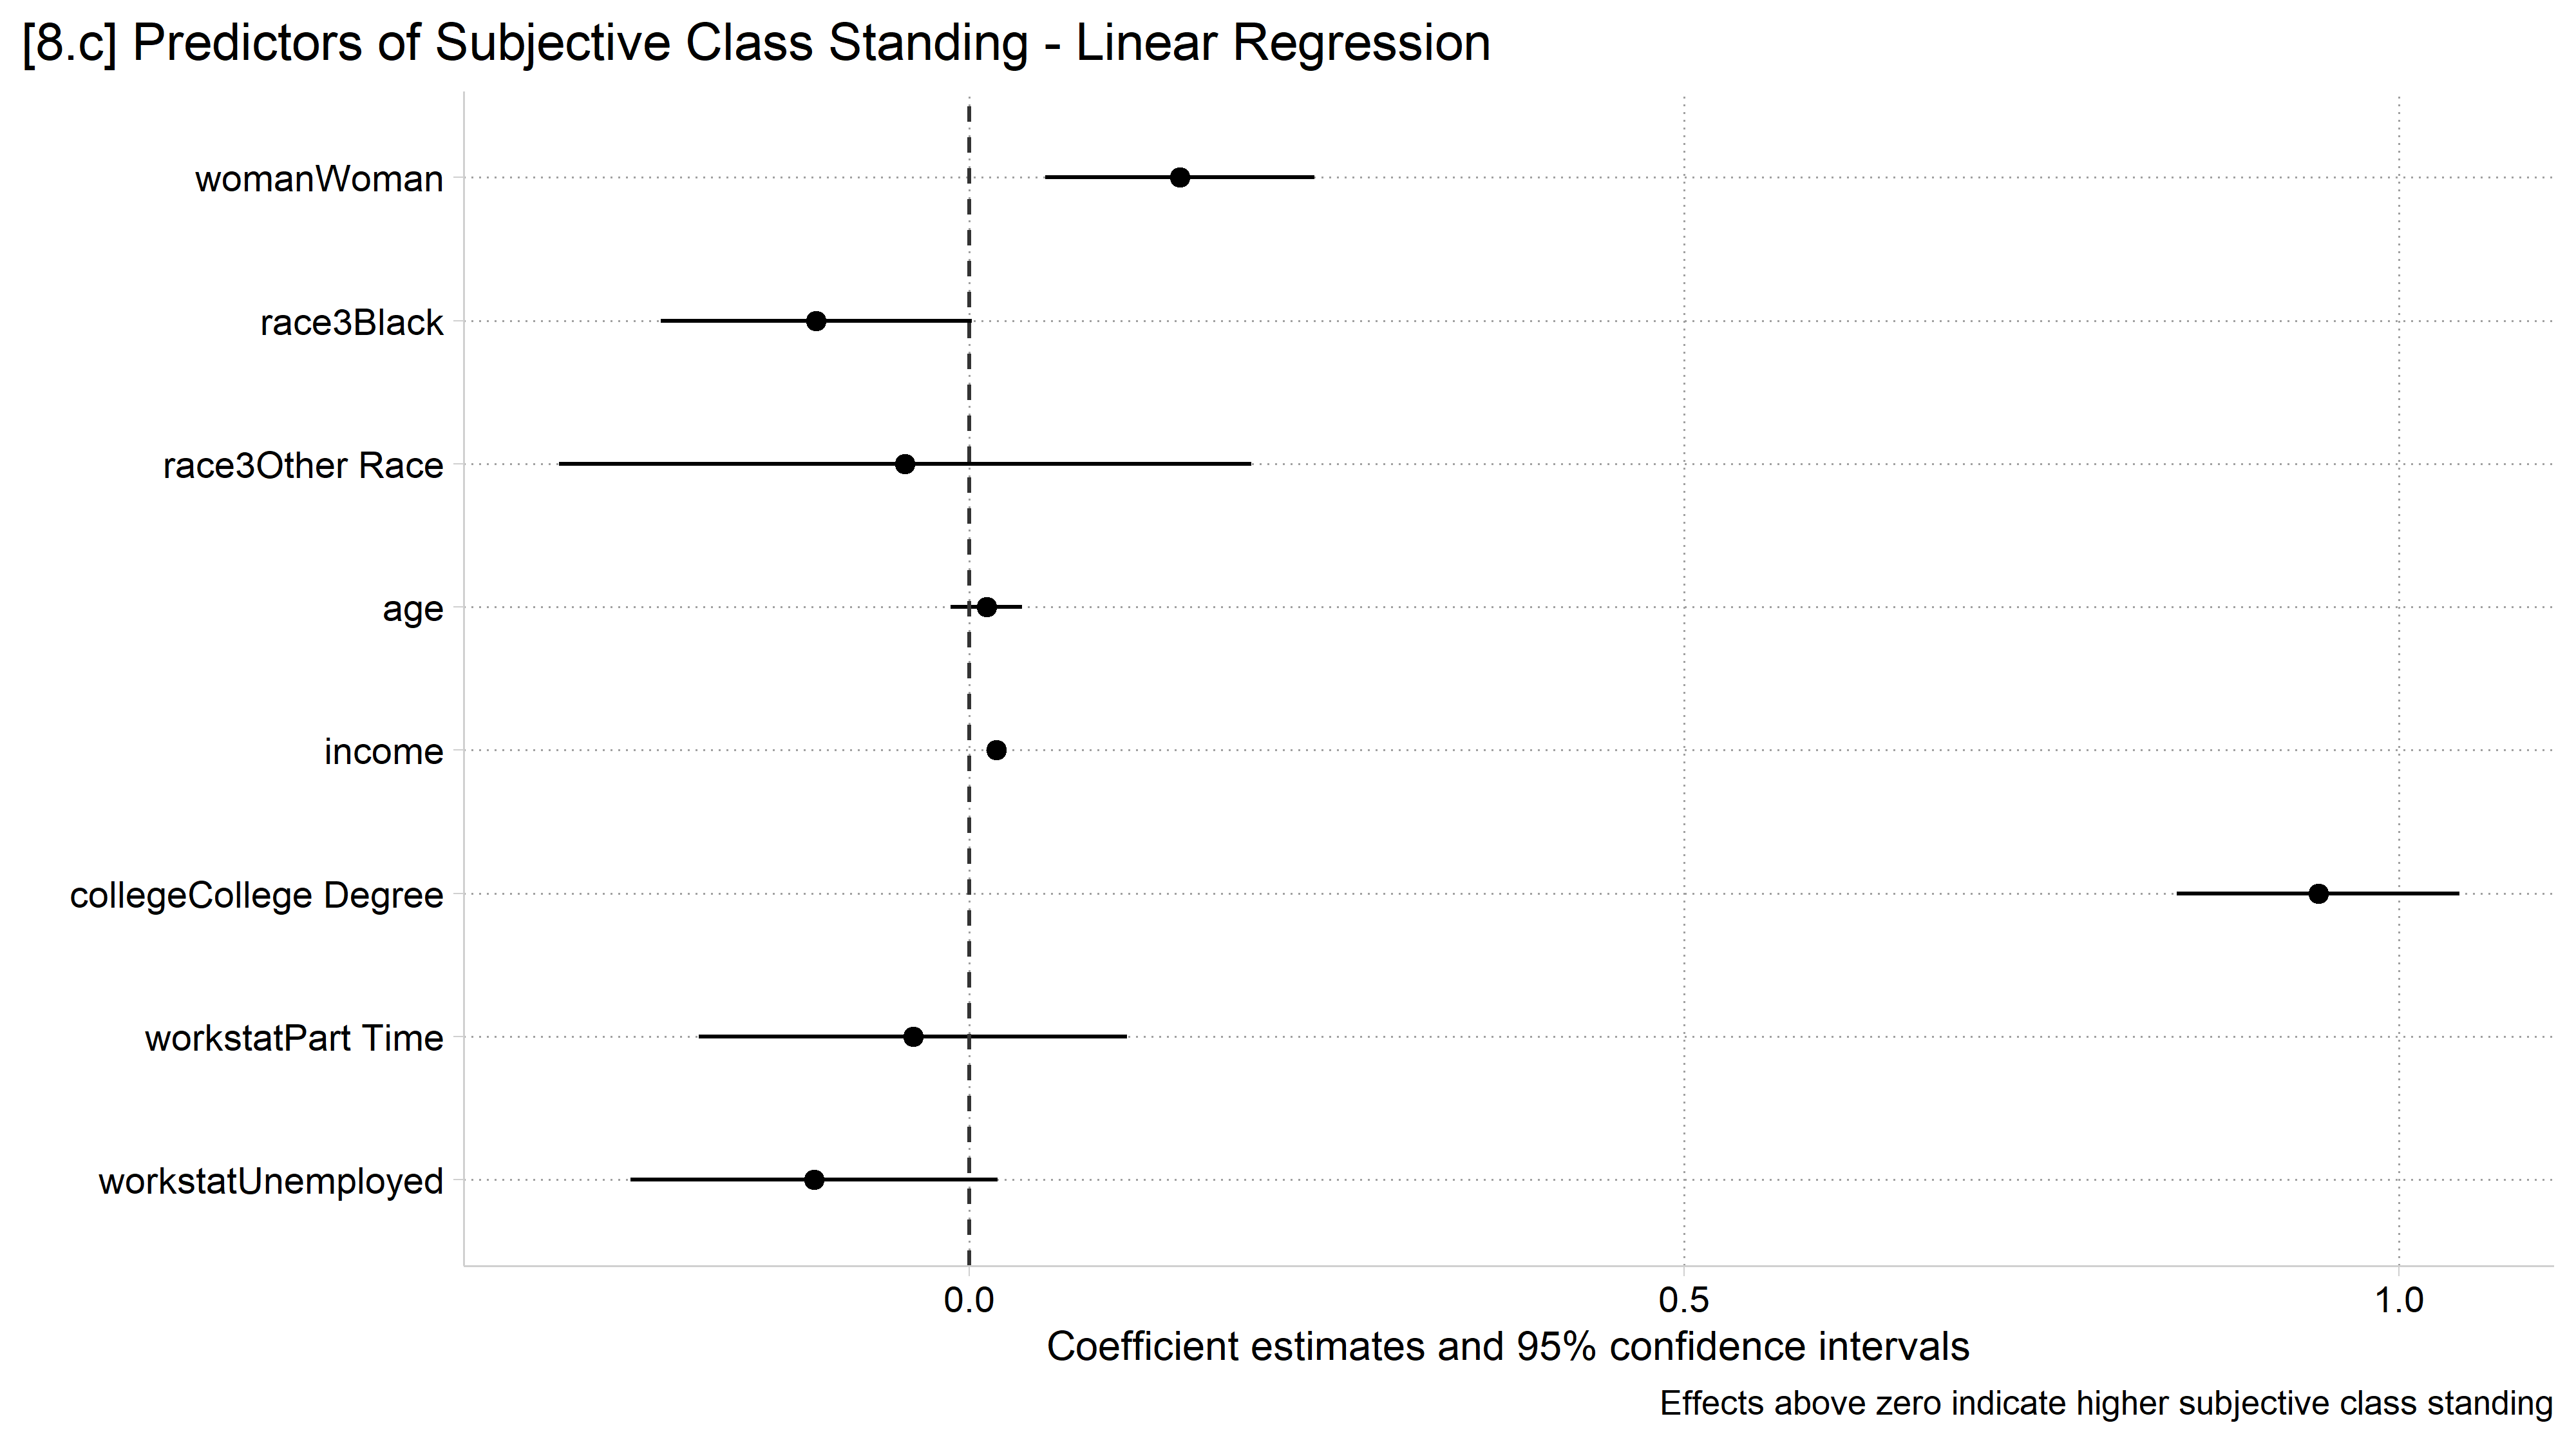 [8.c] Predictors of Subjective Class Standing - Linear Regression
womanWoman
race3Black
race3Other Race
age
income
collegeCollege Degree
workstatPart Time
workstatUnemployed
0.0
0.5
1.0
Coefficient estimates and 95% confidence intervals
Effects above zero indicate higher subjective class standing